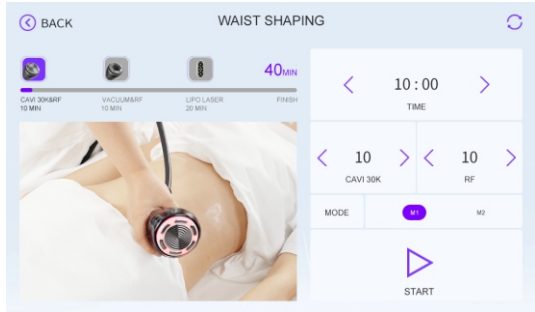 BACK
WAIST SHAPING
40MIN
CAVI 30K&RF
10 MIN
VACUUM&RF
10 MIN
LIPO LASER
20 MIN
FINISH
10 : 00
TIME
10
CAVI 30K
10
RF
MODE
M1
M2
START